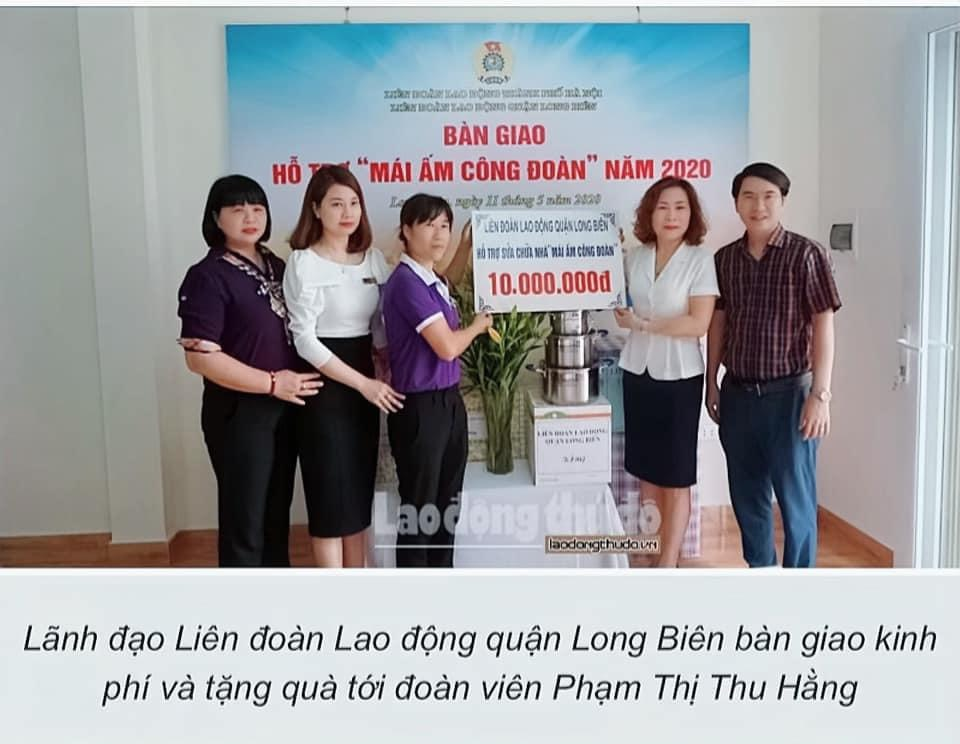 LIÊN ĐOÀN LAO ĐỘNG THÀNH PHỐ HÀ NỘI
LIÊN ĐOÀN LAO ĐỘNG QUẬN LONG BIÊN
BÀN GIAO
HỖ TRỢ “MÁI ẤM CÔNG ĐOÀN” NĂM 2020
ngày 11 tháng 5 năm 2020
LIÊN ĐOÀN LAO ĐỘNG QUẬN LONG BIÊN
HỖ TRỢ SỬA CHỮA NHÀ "MÁI ẤM CÔNG ĐOÀN"
10.000.000đ
LIÊN ĐOÀN LAO ĐỘNG
QUẬN LONG BIÊN
Lao động thủ đô
laodongthudo.vn
Lãnh đạo Liên đoàn Lao động quận Long Biên bàn giao kinh
phí và tặng quà tới đoàn viên Phạm Thị Thu Hằng